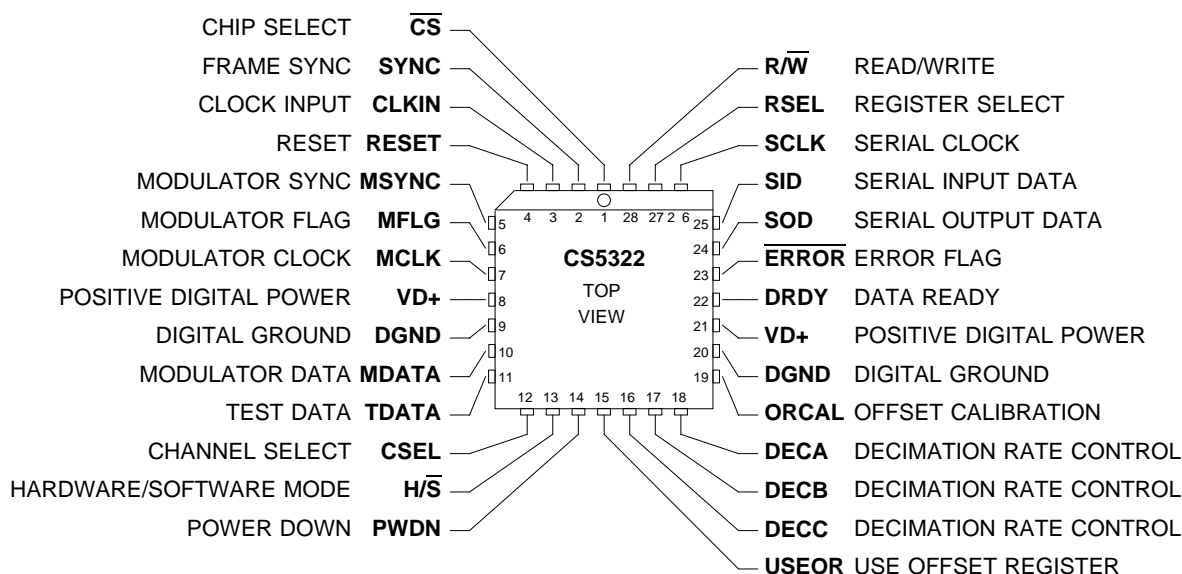 CHIP SELECT C̅S̅
FRAME SYNC SYNC
CLOCK INPUT CLKIN
RESET RESET
MODULATOR SYNC MSYNC
MODULATOR FLAG MFLG
MODULATOR CLOCK MCLK
POSITIVE DIGITAL POWER VD+
DIGITAL GROUND DGND
MODULATOR DATA MDATA
TEST DATA TDATA
CHANNEL SELECT CSEL
HARDWARE/SOFTWARE MODE H/S̅
POWER DOWN PWDN
4 3 2 1 28 27 2 6
5
6
7
8
9
10
11
CS5322
TOP
VIEW
25
24
23
22
21
20
19
12 13 14 15 16 17 18
R/W̅ READ/WRITE
RSEL REGISTER SELECT
SCLK SERIAL CLOCK
SID SERIAL INPUT DATA
SOD SERIAL OUTPUT DATA
E̅R̅R̅O̅R̅ ERROR FLAG
DRDY DATA READY
VD+ POSITIVE DIGITAL POWER
DGND DIGITAL GROUND
ORCAL OFFSET CALIBRATION
DECA DECIMATION RATE CONTROL
DECB DECIMATION RATE CONTROL
DECC DECIMATION RATE CONTROL
USEOR USE OFFSET REGISTER